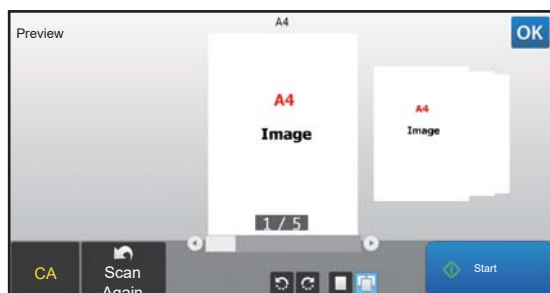 A4
Preview
OK
A4
Image
A4
Image
1 / 5
CA
Scan
Again
Start